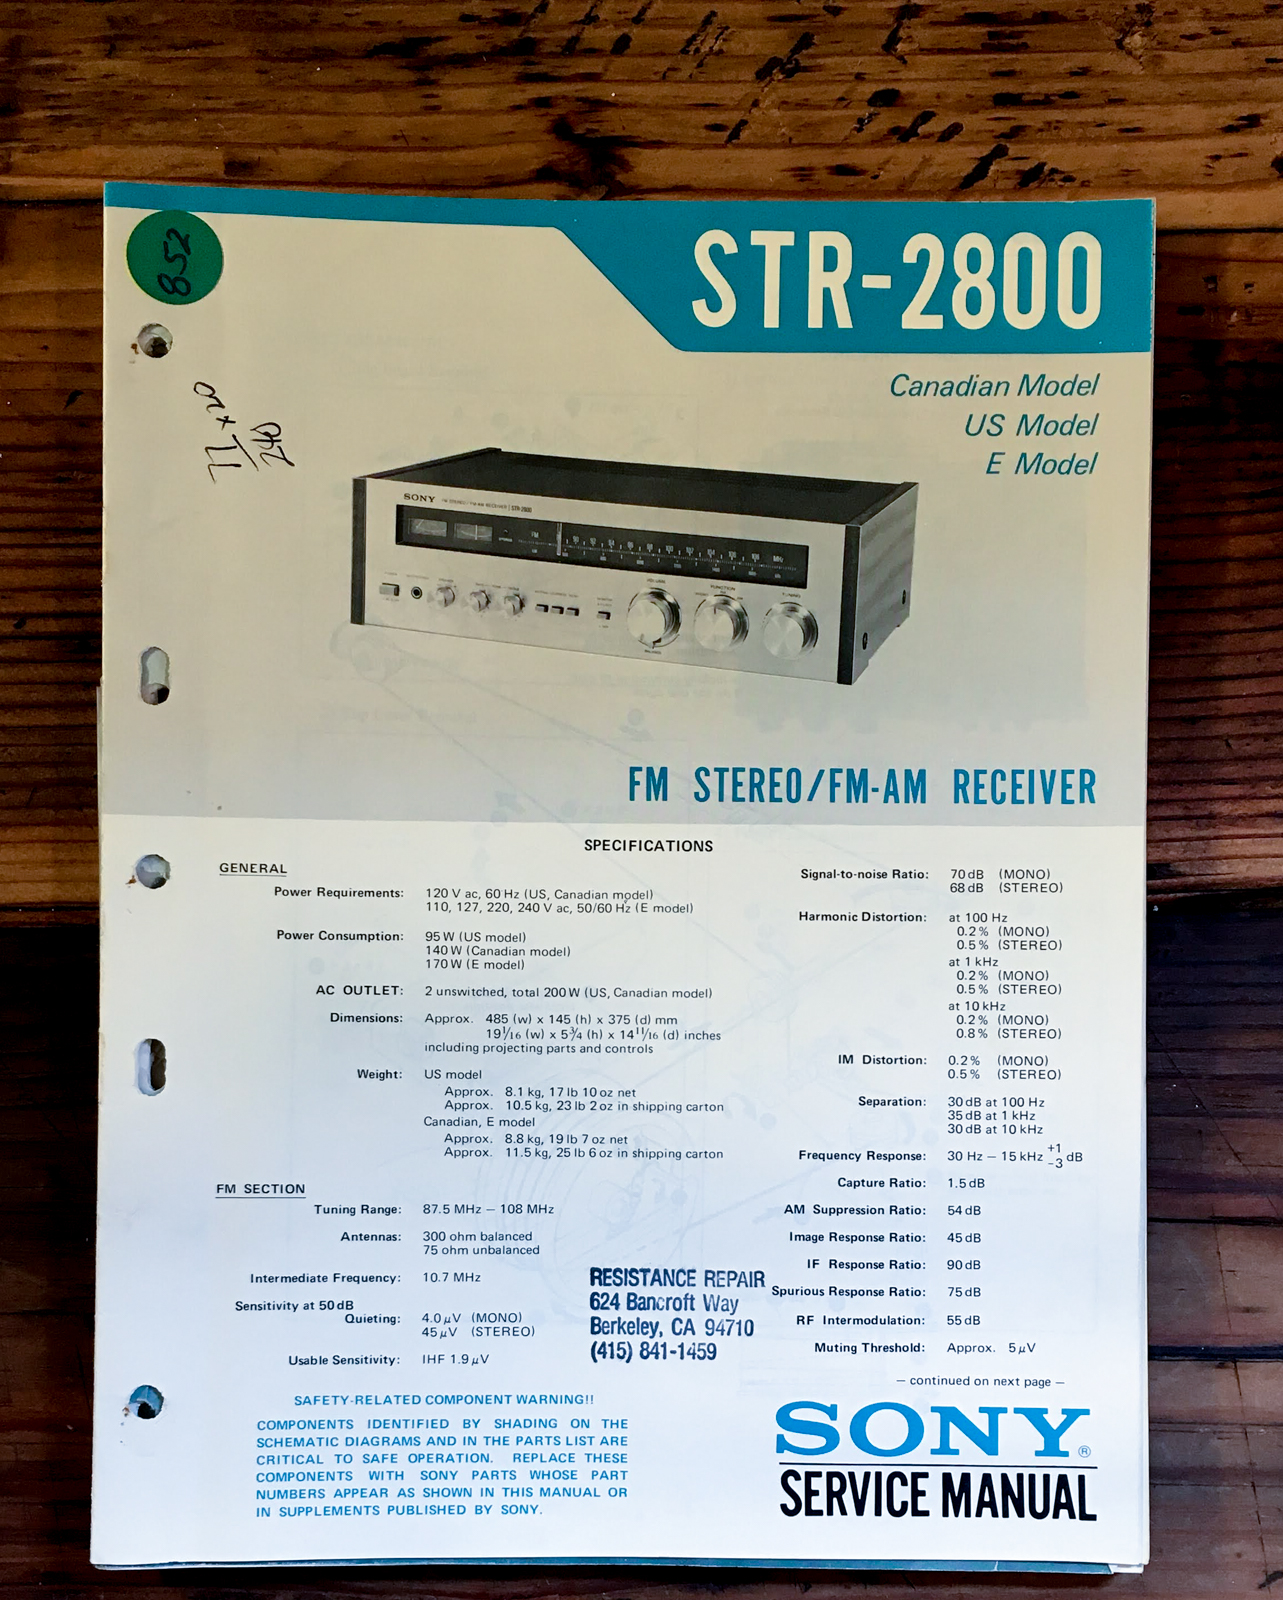 852
STR-2800
Canadian Model
US Model
E Model
11 x 20
SONY FM STEREO / FM-AM RECEIVER STR-2800
FM
MHz
VOLUME
FUNCTION
TUNING
FM STEREO/FM-AM RECEIVER
SPECIFICATIONS
GENERAL
Power Requirements: 120 V ac, 60 Hz (US, Canadian model)
110, 127, 220, 240 V ac, 50/60 Hz (E model)
Power Consumption: 95 W (US model)
140 W (Canadian model)
170 W (E model)
AC OUTLET: 2 unswitched, total 200 W (US, Canadian model)
Dimensions: Approx. 485 (w) x 145 (h) x 375 (d) mm
19 1/16 (w) x 5 3/4 (h) x 14 11/16 (d) inches
including projecting parts and controls
Weight: US model
Approx. 8.1 kg, 17 lb 10 oz net
Approx. 10.5 kg, 23 lb 2 oz in shipping carton
Canadian, E model
Approx. 8.8 kg, 19 lb 7 oz net
Approx. 11.5 kg, 25 lb 6 oz in shipping carton
FM SECTION
Tuning Range: 87.5 MHz – 108 MHz
Antennas: 300 ohm balanced
75 ohm unbalanced
Intermediate Frequency: 10.7 MHz
Sensitivity at 50 dB
Quieting: 4.0 μV (MONO)
45 μV (STEREO)
Usable Sensitivity: IHF 1.9 μV
Signal-to-noise Ratio: 70 dB (MONO)
68 dB (STEREO)
Harmonic Distortion: at 100 Hz
0.2 % (MONO)
0.5 % (STEREO)
at 1 kHz
0.2 % (MONO)
0.5 % (STEREO)
at 10 kHz
0.2 % (MONO)
0.8 % (STEREO)
IM Distortion: 0.2 % (MONO)
0.5 % (STEREO)
Separation: 30 dB at 100 Hz
35 dB at 1 kHz
30 dB at 10 kHz
Frequency Response: 30 Hz – 15 kHz +1 –3 dB
Capture Ratio: 1.5 dB
AM Suppression Ratio: 54 dB
Image Response Ratio: 45 dB
IF Response Ratio: 90 dB
Spurious Response Ratio: 75 dB
RF Intermodulation: 55 dB
Muting Threshold: Approx. 5 μV
– continued on next page –
RESISTANCE REPAIR
624 Bancroft Way
Berkeley, CA 94710
(415) 841-1459
SAFETY-RELATED COMPONENT WARNING!!
COMPONENTS IDENTIFIED BY SHADING ON THE
SCHEMATIC DIAGRAMS AND IN THE PARTS LIST ARE
CRITICAL TO SAFE OPERATION. REPLACE THESE
COMPONENTS WITH SONY PARTS WHOSE PART
NUMBERS APPEAR AS SHOWN IN THIS MANUAL OR
IN SUPPLEMENTS PUBLISHED BY SONY.
SONY®
SERVICE MANUAL